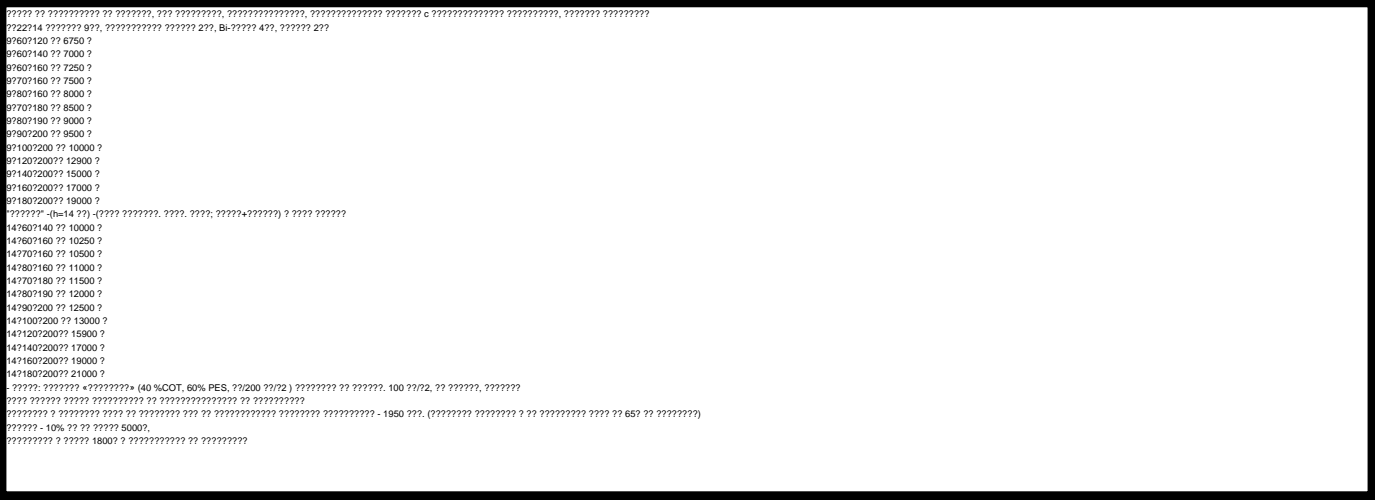 ????? ?? ?????????? ?? ???????, ??? ?????????, ???????????????, ?????????????? ??????? c ?????????????? ??????????, ??????? ?????????
??22?14 ??????? 9??, ??????????? ?????? 2??, Bi-????? 4??, ?????? 2??
9?60?120 ?? 6750 ?
9?60?140 ?? 7000 ?
9?60?160 ?? 7250 ?
9?70?160 ?? 7500 ?
9?80?160 ?? 8000 ?
9?70?180 ?? 8500 ?
9?80?190 ?? 9000 ?
9?90?200 ?? 9500 ?
9?100?200 ?? 10000 ?
9?120?200?? 12900 ?
9?140?200?? 15000 ?
9?160?200?? 17000 ?
9?180?200?? 19000 ?
"??????" -(h=14 ??) -(???? ???????. ????. ????; ?????+??????) ? ???? ??????
14?60?140 ?? 10000 ?
14?60?160 ?? 10250 ?
14?70?160 ?? 10500 ?
14?80?160 ?? 11000 ?
14?70?180 ?? 11500 ?
14?80?190 ?? 12000 ?
14?90?200 ?? 12500 ?
14?100?200 ?? 13000 ?
14?120?200?? 15900 ?
14?140?200?? 17000 ?
14?160?200?? 19000 ?
14?180?200?? 21000 ?
- ?????: ??????? «????????» (40 %COT, 60% PES, ??/200 ??/?2 ) ???????? ?? ??????. 100 ??/?2, ?? ??????, ???????
???? ?????? ????? ?????????? ?? ??????????????? ?? ??????????
???????? ? ???????? ???? ?? ???????? ??? ?? ???????????? ???????? ?????????? - 1950 ???. (???????? ???????? ? ?? ????????? ???? ?? 65? ?? ????????)
?????? - 10% ?? ?? ????? 5000?,
????????? ? ????? 1800? ? ??????????? ?? ?????????